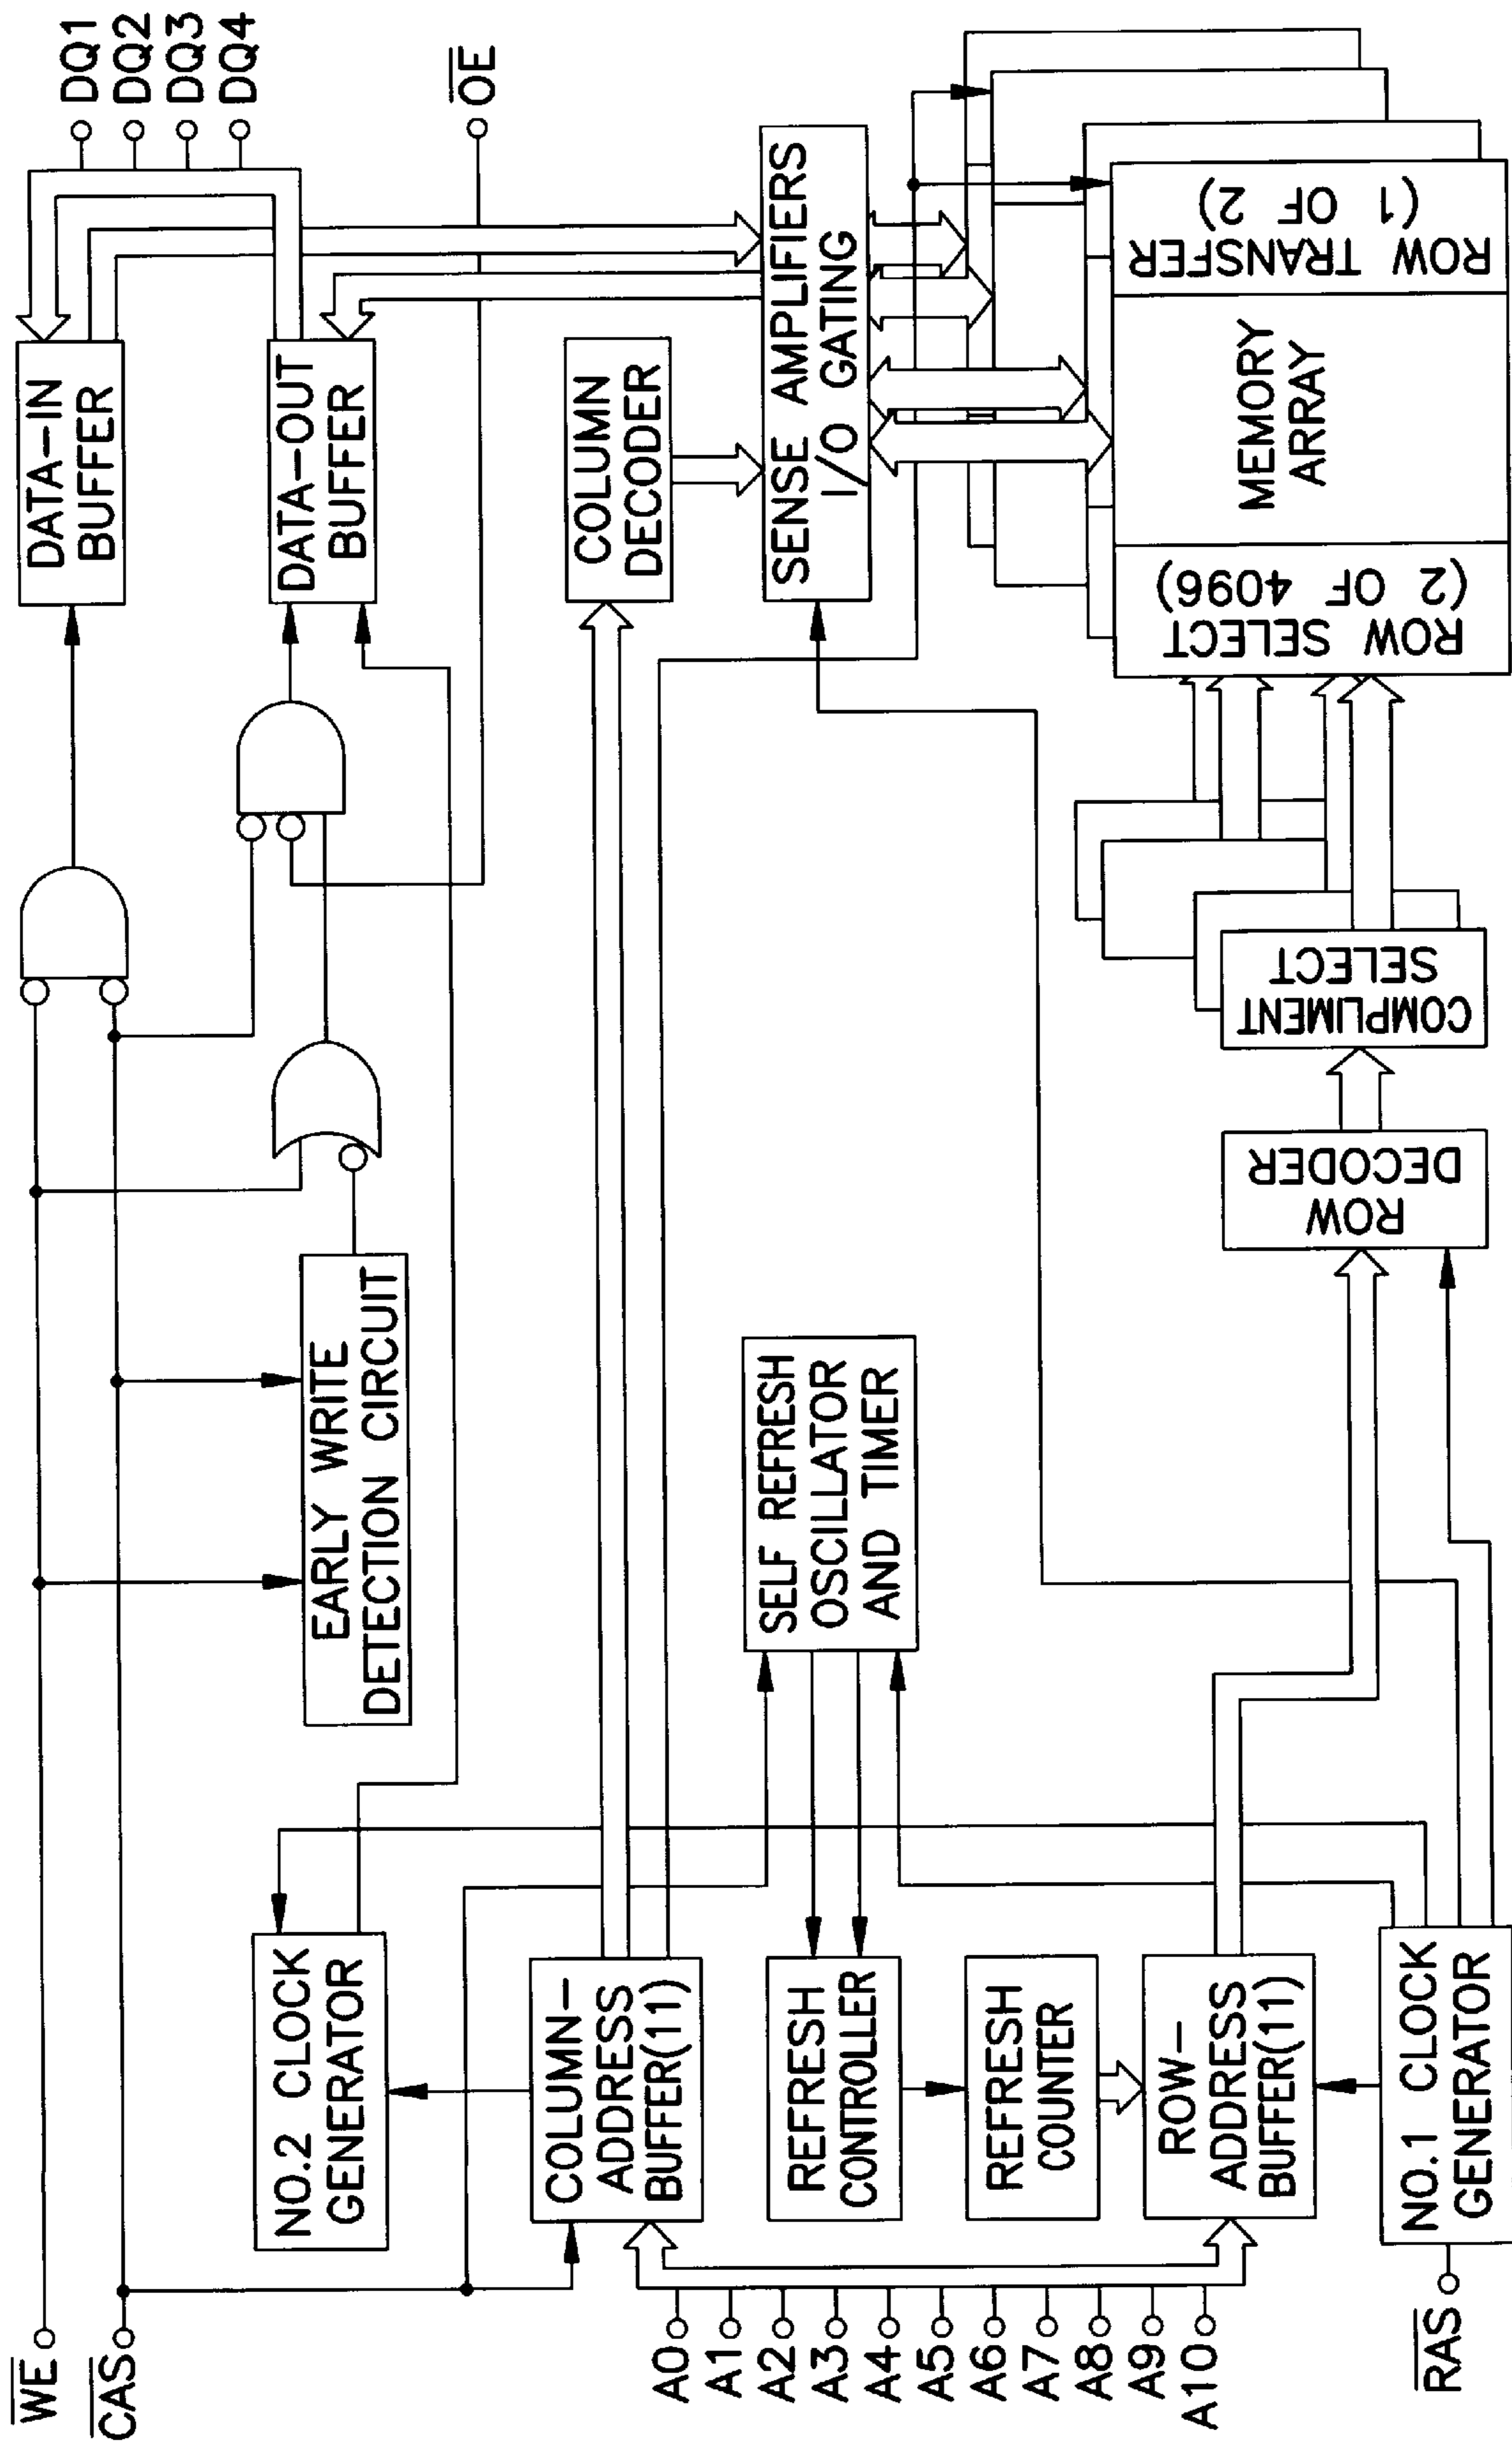 WE
CAS
DATA-IN
BUFFER
DQ1
DQ2
DQ3
DQ4
EARLY WRITE
DETECTION CIRCUIT
DATA-OUT
BUFFER
OE
NO.2 CLOCK
GENERATOR
COLUMN-
ADDRESS
BUFFER(11)
COLUMN
DECODER
A0
A1
A2
A3
A4
A5
A6
A7
A8
A9
A10
REFRESH
CONTROLLER
SELF REFRESH
OSCILLATOR
AND TIMER
SENSE AMPLIFIERS
I/O GATING
REFRESH
COUNTER
ROW-
ADDRESS
BUFFER(11)
ROW
DECODER
COMPLIMENT
SELECT
ROW SELECT
(2 OF 4096)
MEMORY
ARRAY
ROW TRANSFER
(1 OF 2)
NO.1 CLOCK
GENERATOR
RAS